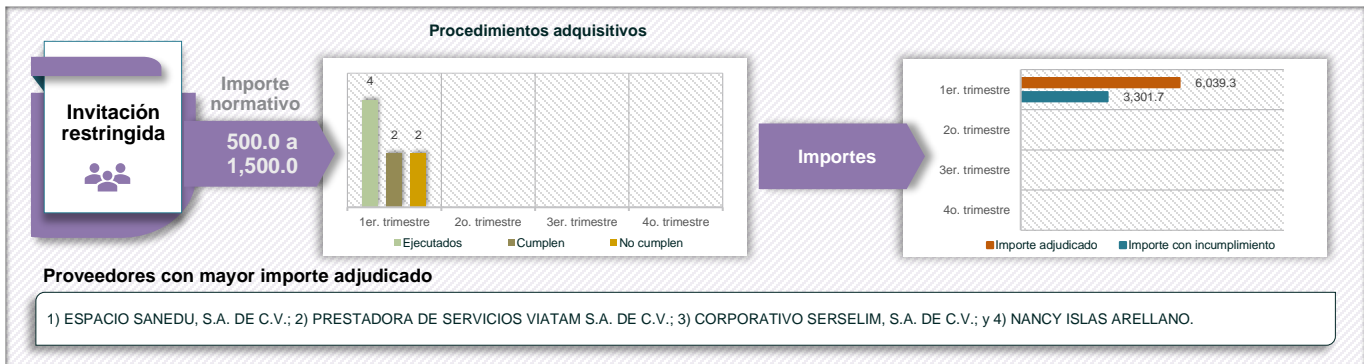 Procedimientos adquisitivos
Invitación
restringida
Importe
normativo
500.0 a
1,500.0
4
2
2
1er. trimestre
2o. trimestre
3er. trimestre
4o. trimestre
Ejecutados
Cumplen
No cumplen
Importes
1er. trimestre
6,039.3
3,301.7
2o. trimestre
3er. trimestre
4o. trimestre
Importe adjudicado
Importe con incumplimiento
Proveedores con mayor importe adjudicado
1) ESPACIO SANEDU, S.A. DE C.V.; 2) PRESTADORA DE SERVICIOS VIATAM S.A. DE C.V.; 3) CORPORATIVO SERSELIM, S.A. DE C.V.; y 4) NANCY ISLAS ARELLANO.